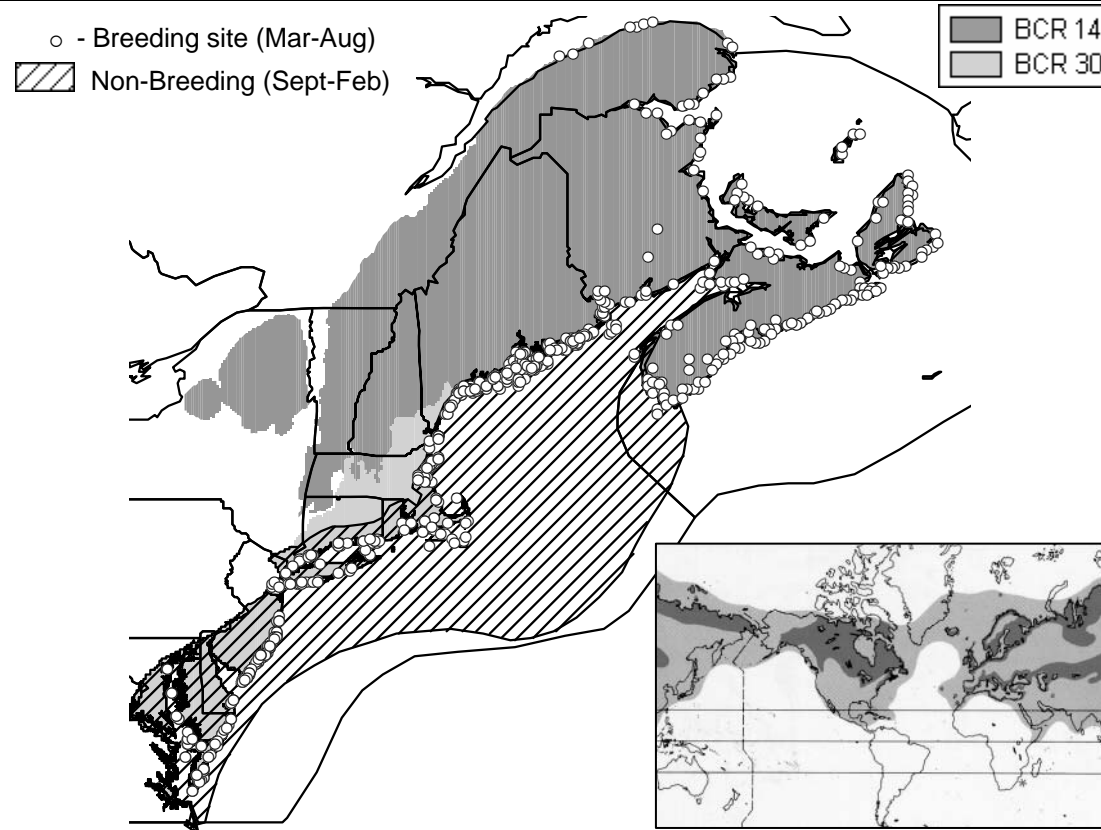 ○ - Breeding site (Mar-Aug)
Non-Breeding (Sept-Feb)
BCR 14
BCR 30